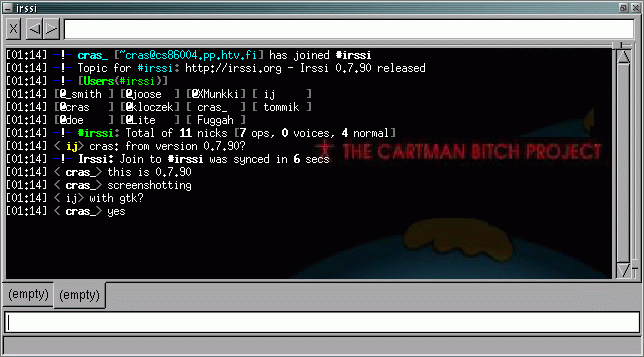 irssi
X
[01:14] -!- cras_ [~cras@cs86004.pp.htv.fi] has joined #irssi
[01:14] -!- Topic for #irssi: http://irssi.org - Irssi 0.7.90 released
[01:14] -!- [Users(#irssi)]
[01:14] [@_smith ] [@joose  ] [@XMunkki] [ ij     ]
[01:14] [@cras   ] [@kloczek] [ cras_  ] [ tommik ]
[01:14] [@doe    ] [@Lite   ] [ Fuggah ]
[01:14] -!- #irssi: Total of 11 nicks [7 ops, 0 voices, 4 normal]
[01:14] < ij> cras: from version 0.7.90?
[01:14] -!- Irssi: Join to #irssi was synced in 6 secs
[01:14] < cras_> this is 0.7.90
[01:14] < cras_> screenshotting
[01:14] < ij> with gtk?
[01:14] < cras_> yes
THE CARTMAN BITCH PROJECT
(empty)
(empty)